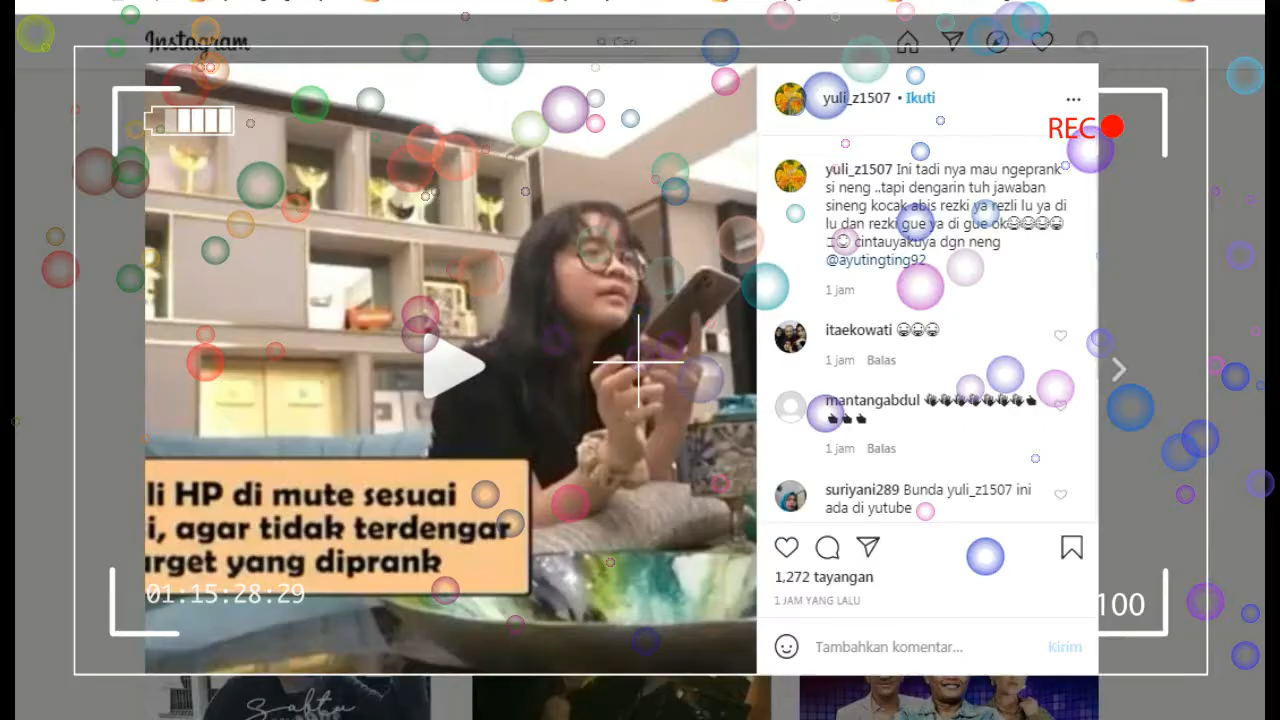 Instagram
Cari
yuli_z1507 • Ikuti
REC
yuli_z1507 Ini tadi nya mau ngeprank
si neng ..tapi dengarin tuh jawaban
sineng kocak abis rezki ya rezli lu ya di
lu dan rezki gue ya di gue ok😂😂😂😂
cintauyakuya dgn neng
@ayutingting92
1 jam
itaekowati 😂😂😂
1 jam Balas
mantangabdul
1 jam Balas
suriyani289 Bunda yuli_z1507 ini
ada di yutube
li HP di mute sesuai
i, agar tidak terdengar
rget yang diprank
01:15:28:29
1,272 tayangan
1 JAM YANG LALU
100
Tambahkan komentar... Kirim
Sabtu